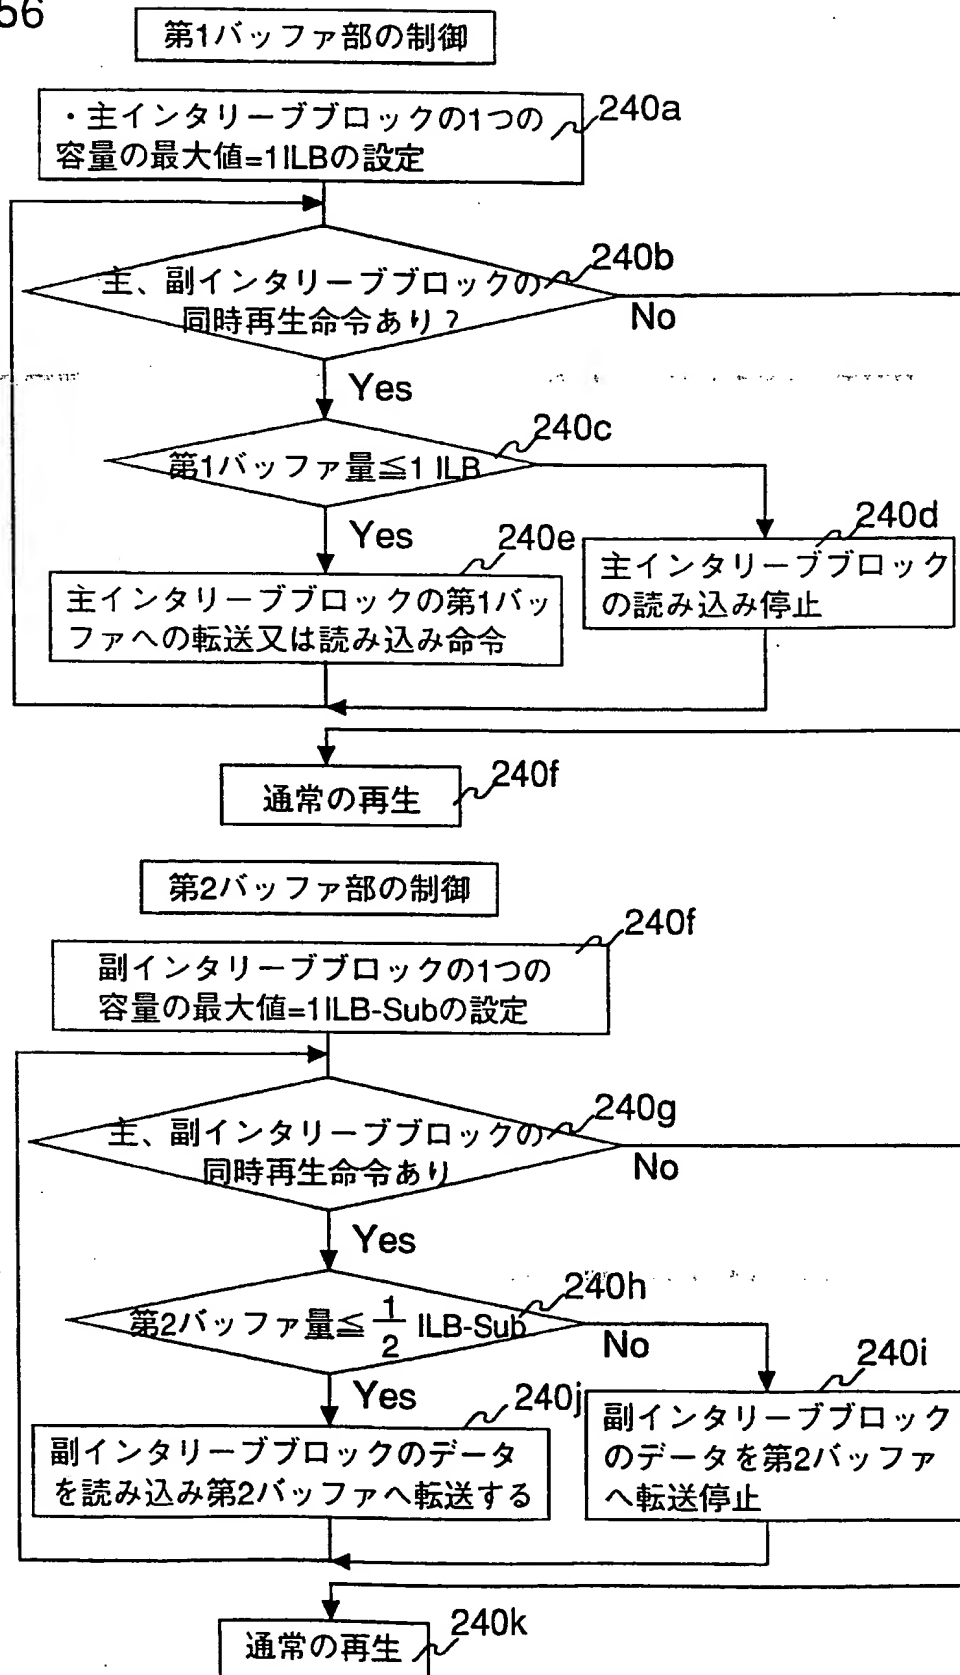 56
第1バッファ部の制御
・主インタリーブブロックの1つの
容量の最大値=1ILBの設定
240a
主、副インタリーブブロックの
同時再生命令あり?
240b
No
Yes
第1バッファ量≦1 ILB
240c
Yes
240d
主インタリーブブロック
の読み込み停止
240e
主インタリーブブロックの第1バッ
ファへの転送又は読み込み命令
通常の再生
240f
第2バッファ部の制御
240f
副インタリーブブロックの1つの
容量の最大値=1ILB-Subの設定
240g
主、副インタリーブブロックの
同時再生命令あり
No
Yes
240h
第2バッファ量≦ 1/2 ILB-Sub
No
Yes
240i
副インタリーブブロック
のデータを第2バッファ
へ転送停止
240j
副インタリーブブロックのデータ
を読み込み第2バッファへ転送する
通常の再生
240k